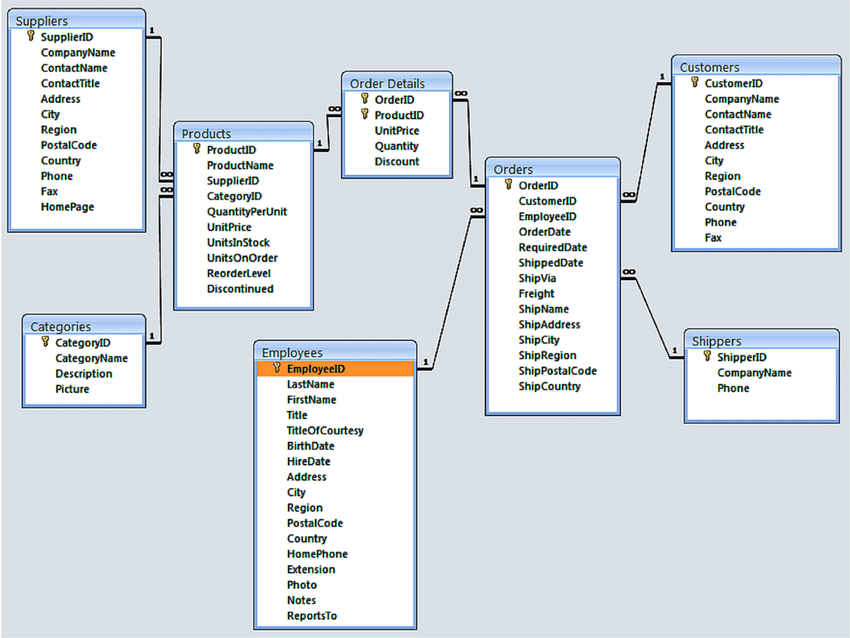 Suppliers
SupplierID
CompanyName
ContactName
ContactTitle
Address
City
Region
PostalCode
Country
Phone
Fax
HomePage
1
∞
∞
Categories
CategoryID
CategoryName
Description
Picture
1
Products
ProductID
ProductName
SupplierID
CategoryID
QuantityPerUnit
UnitPrice
UnitsInStock
UnitsOnOrder
ReorderLevel
Discontinued
1
∞
Order Details
OrderID
ProductID
UnitPrice
Quantity
Discount
∞
1
∞
Employees
EmployeeID
LastName
FirstName
Title
TitleOfCourtesy
BirthDate
HireDate
Address
City
Region
PostalCode
Country
HomePhone
Extension
Photo
Notes
ReportsTo
1
Orders
OrderID
CustomerID
EmployeeID
OrderDate
RequiredDate
ShippedDate
ShipVia
Freight
ShipName
ShipAddress
ShipCity
ShipRegion
ShipPostalCode
ShipCountry
∞
∞
1
Customers
CustomerID
CompanyName
ContactName
ContactTitle
Address
City
Region
PostalCode
Country
Phone
Fax
1
Shippers
ShipperID
CompanyName
Phone